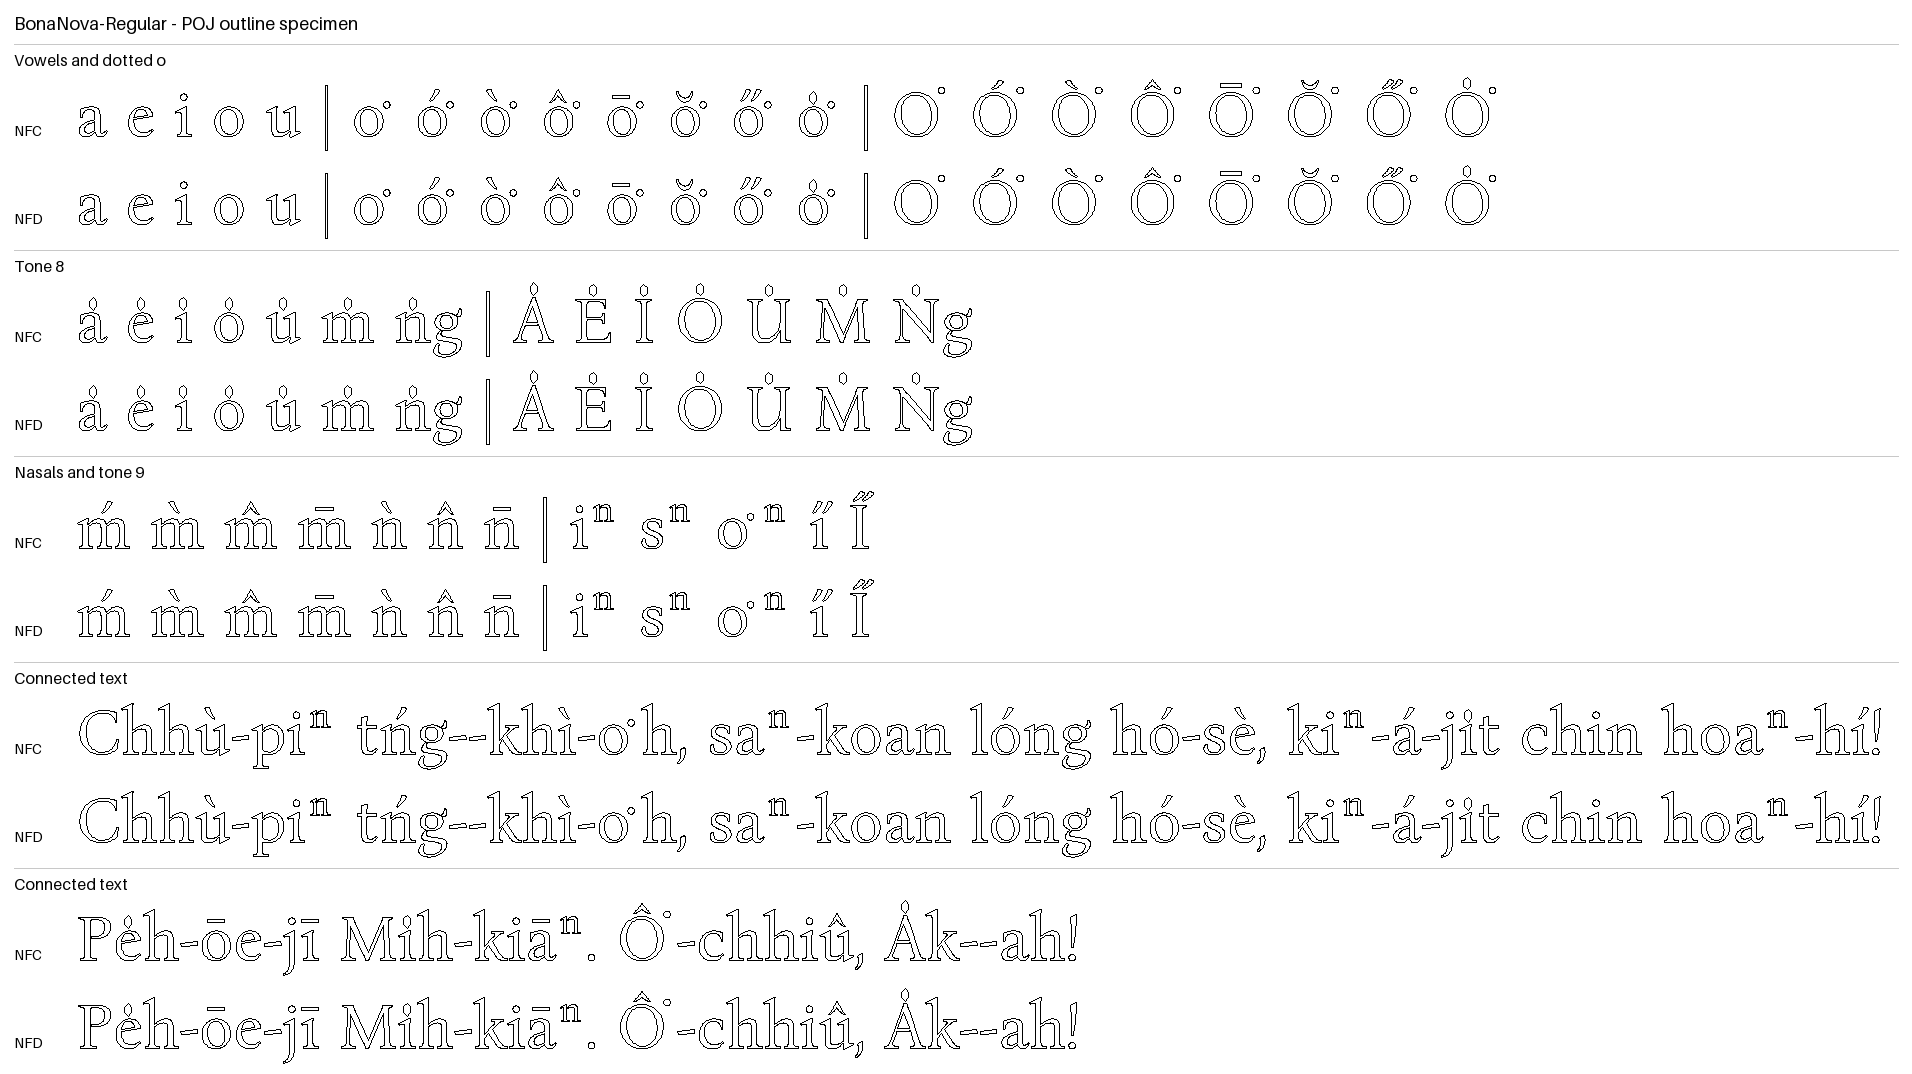 BonaNova-Regular - POJ outline specimen
Vowels and dotted o
NFC a e i o u | o͘ ó͘ ò͘ ô͘ ō͘ ŏ͘ ő͘ o̍͘ | O͘ Ó͘ Ò͘ Ô͘ Ō͘ Ŏ͘ Ő͘ O̍͘
NFD a e i o u | o͘ ó͘ ò͘ ô͘ ō͘ ŏ͘ ő͘ o̍͘ | O͘ Ó͘ Ò͘ Ô͘ Ō͘ Ŏ͘ Ő͘ O̍͘
Tone 8
NFC a̍ e̍ i̍ o̍ u̍ m̍ n̍g | A̍ E̍ I̍ O̍ U̍ M̍ N̍g
NFD a̍ e̍ i̍ o̍ u̍ m̍ n̍g | A̍ E̍ I̍ O̍ U̍ M̍ N̍g
Nasals and tone 9
NFC ḿ m̀ m̂ m̄ ǹ n̂ n̄ | iⁿ sⁿ o͘ⁿ i̋ I̋
NFD ḿ m̀ m̂ m̄ ǹ n̂ n̄ | iⁿ sⁿ o͘ⁿ i̋ I̋
Connected text
NFC Chhù-piⁿ tńg--khì-o͘h, saⁿ-koan lóng hó-sè, kiⁿ-á-ji̍t chin hoaⁿ-hí!
NFD Chhù-piⁿ tńg--khì-o͘h, saⁿ-koan lóng hó-sè, kiⁿ-á-ji̍t chin hoaⁿ-hí!
Connected text
NFC Pe̍h-ōe-jī Mi̍h-kiāⁿ. Ô͘-chhiû, A̍k--ah!
NFD Pe̍h-ōe-jī Mi̍h-kiāⁿ. Ô͘-chhiû, A̍k--ah!